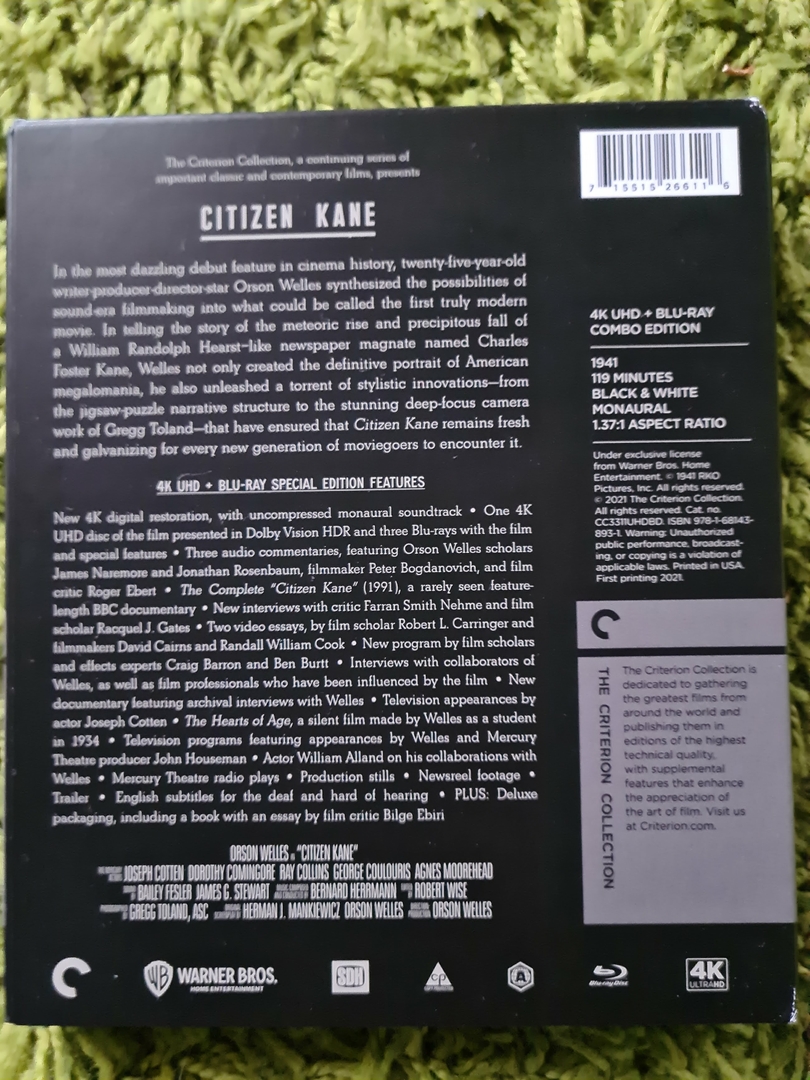 The Criterion Collection, a continuing series of
important classic and contemporary films, presents
CITIZEN KANE
In the most dazzling debut feature in cinema history, twenty-five-year-old
writer-producer-director-star Orson Welles synthesized the possibilities of
sound-era filmmaking into what could be called the first truly modern
movie. In telling the story of the meteoric rise and precipitous fall of
a William Randolph Hearst–like newspaper magnate named Charles
Foster Kane, Welles not only created the definitive portrait of American
megalomania, he also unleashed a torrent of stylistic innovations—from
the jigsaw-puzzle narrative structure to the stunning deep-focus camera
work of Gregg Toland—that have ensured that Citizen Kane remains fresh
and galvanizing for every new generation of moviegoers to encounter it.
4K UHD + BLU-RAY SPECIAL EDITION FEATURES
New 4K digital restoration, with uncompressed monaural soundtrack • One 4K
UHD disc of the film presented in Dolby Vision HDR and three Blu-rays with the film
and special features • Three audio commentaries, featuring Orson Welles scholars
James Naremore and Jonathan Rosenbaum, filmmaker Peter Bogdanovich, and film
critic Roger Ebert • The Complete "Citizen Kane" (1991), a rarely seen feature-
length BBC documentary • New interviews with critic Farran Smith Nehme and film
scholar Racquel J. Gates • Two video essays, by film scholar Robert L. Carringer and
filmmakers David Cairns and Randall William Cook • New program by film scholars
and effects experts Craig Barron and Ben Burtt • Interviews with collaborators of
Welles, as well as film professionals who have been influenced by the film • New
documentary featuring archival interviews with Welles • Television appearances by
actor Joseph Cotten • The Hearts of Age, a silent film made by Welles as a student
in 1934 • Television programs featuring appearances by Welles and Mercury
Theatre producer John Houseman • Actor William Alland on his collaborations with
Welles • Mercury Theatre radio plays • Production stills • Newsreel footage •
Trailer • English subtitles for the deaf and hard of hearing • PLUS: Deluxe
packaging, including a book with an essay by film critic Bilge Ebiri
ORSON WELLES in "CITIZEN KANE"
JOSEPH COTTEN DOROTHY COMINGORE RAY COLLINS GEORGE COULOURIS AGNES MOOREHEAD
BAILEY FESLER JAMES G. STEWART BERNARD HERRMANN ROBERT WISE
GREGG TOLAND, ASC HERMAN J. MANKIEWICZ ORSON WELLES ORSON WELLES
WARNER BROS.
HOME ENTERTAINMENT
SDH
Blu-ray Disc
4K
ULTRA HD
7 15515 26611 6
4K UHD + BLU-RAY
COMBO EDITION
1941
119 MINUTES
BLACK & WHITE
MONAURAL
1.37:1 ASPECT RATIO
Under exclusive license
from Warner Bros. Home
Entertainment. © 1941 RKO
Pictures, Inc. All rights reserved.
© 2021 The Criterion Collection.
All rights reserved. Cat. no.
CC3311UHDBD. ISBN 978-1-68143-
893-1. Warning: Unauthorized
public performance, broadcast-
ing, or copying is a violation of
applicable laws. Printed in USA.
First printing 2021.
THE CRITERION COLLECTION
The Criterion Collection is
dedicated to gathering
the greatest films from
around the world and
publishing them in
editions of the highest
technical quality,
with supplemental
features that enhance
the appreciation of
the art of film. Visit us
at Criterion.com.